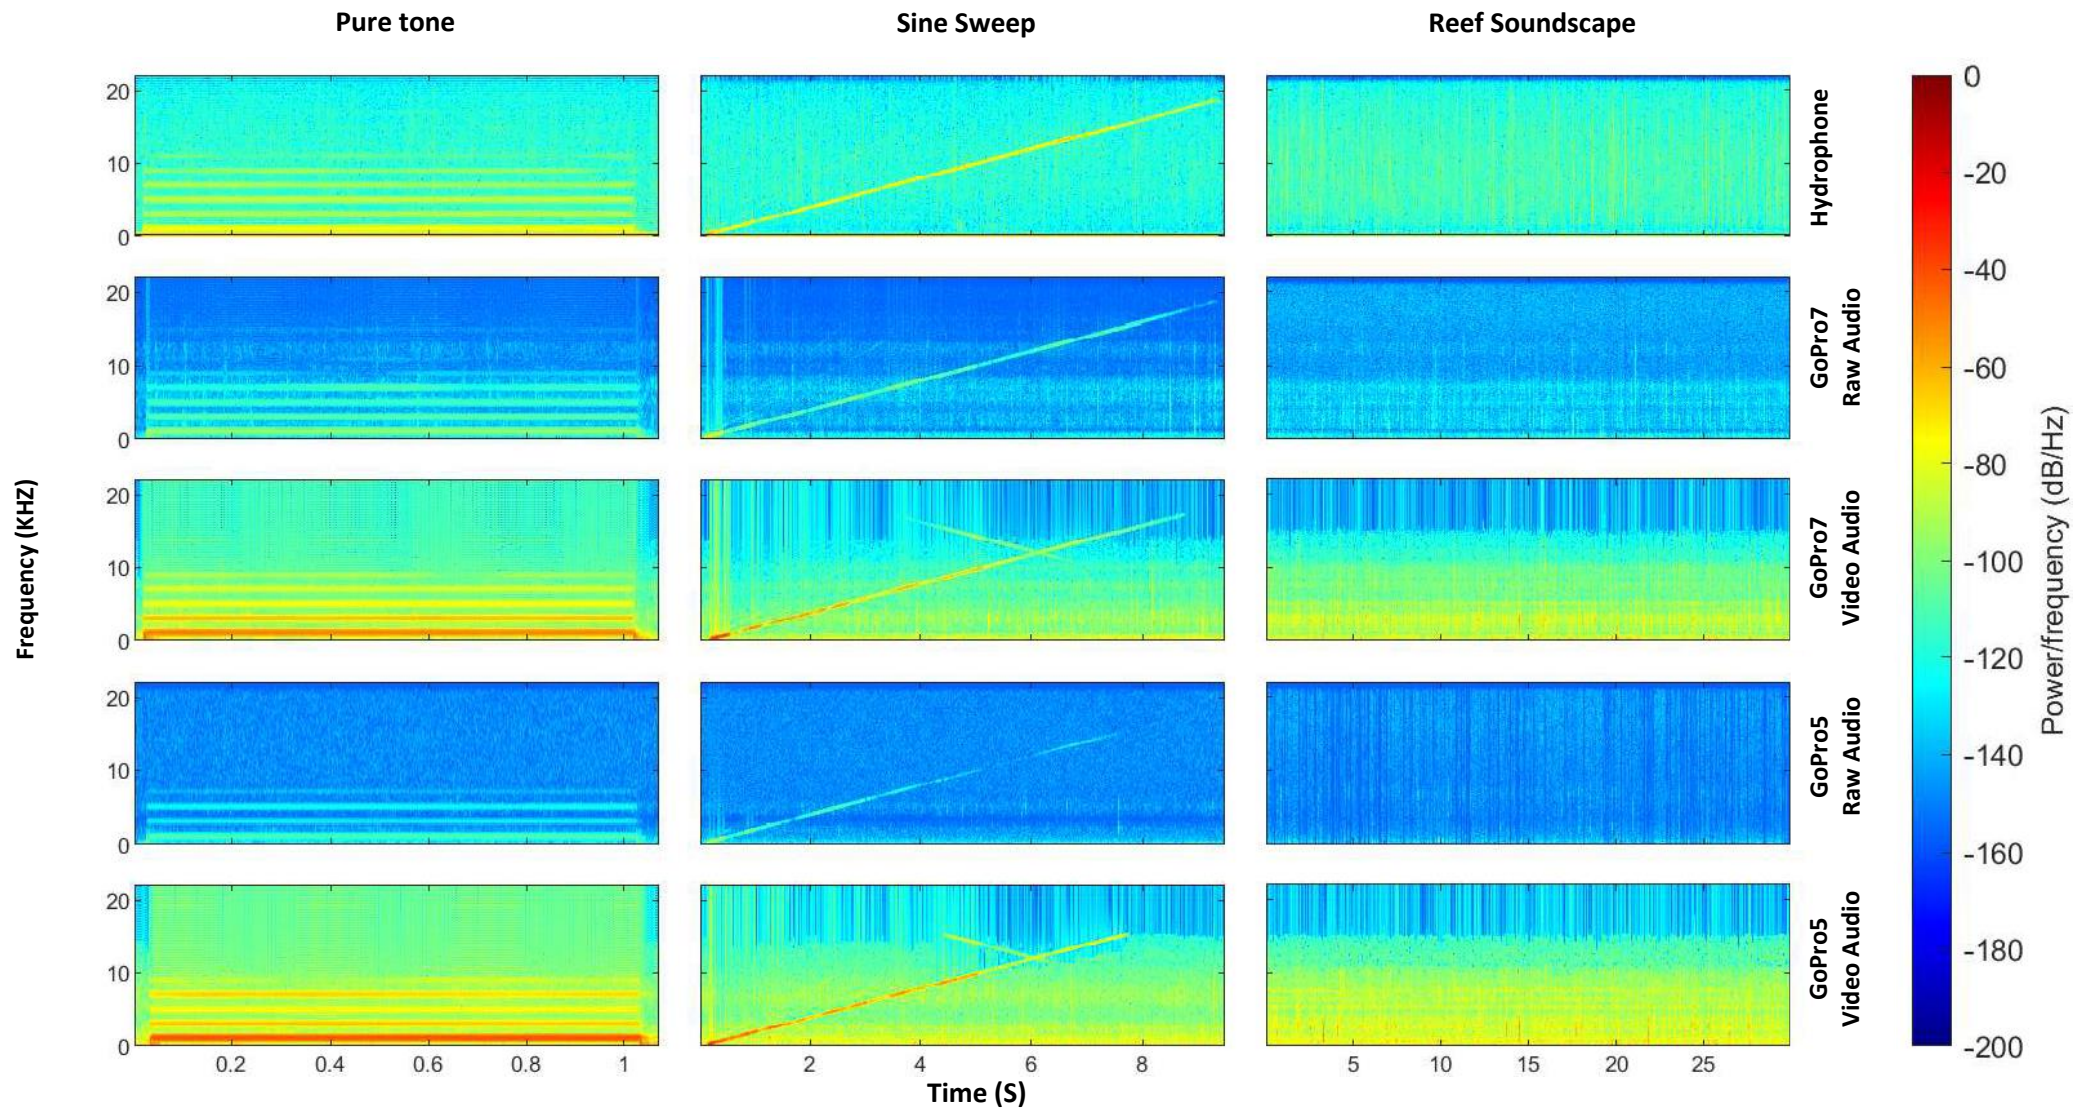 Pure tone
Sine Sweep
Reef Soundscape
20
10
0
Hydrophone
20
10
0
GoPro7
Raw Audio
20
10
0
GoPro7
Video Audio
20
10
0
GoPro5
Raw Audio
20
10
0
GoPro5
Video Audio
0.2 0.4 0.6 0.8 1
2 4 6 8
5 10 15 20 25
Frequency (KHZ)
Time (S)
0
-20
-40
-60
-80
-100
-120
-140
-160
-180
-200
Power/frequency (dB/Hz)